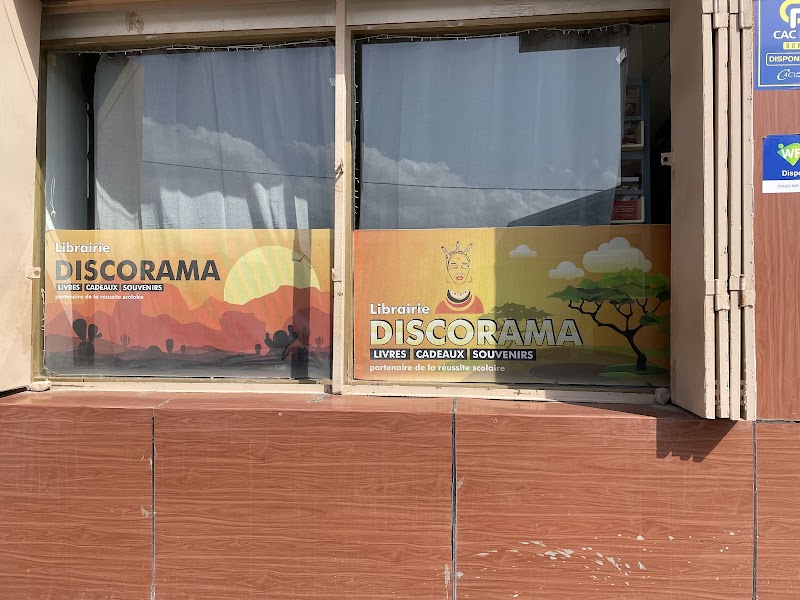 Librairie
DISCORAMA
LIVRES CADEAUX SOUVENIRS
partenaire de la réussite scolaire
Librairie
DISCORAMA
LIVRES CADEAUX SOUVENIRS
partenaire de la réussite scolaire
CAC